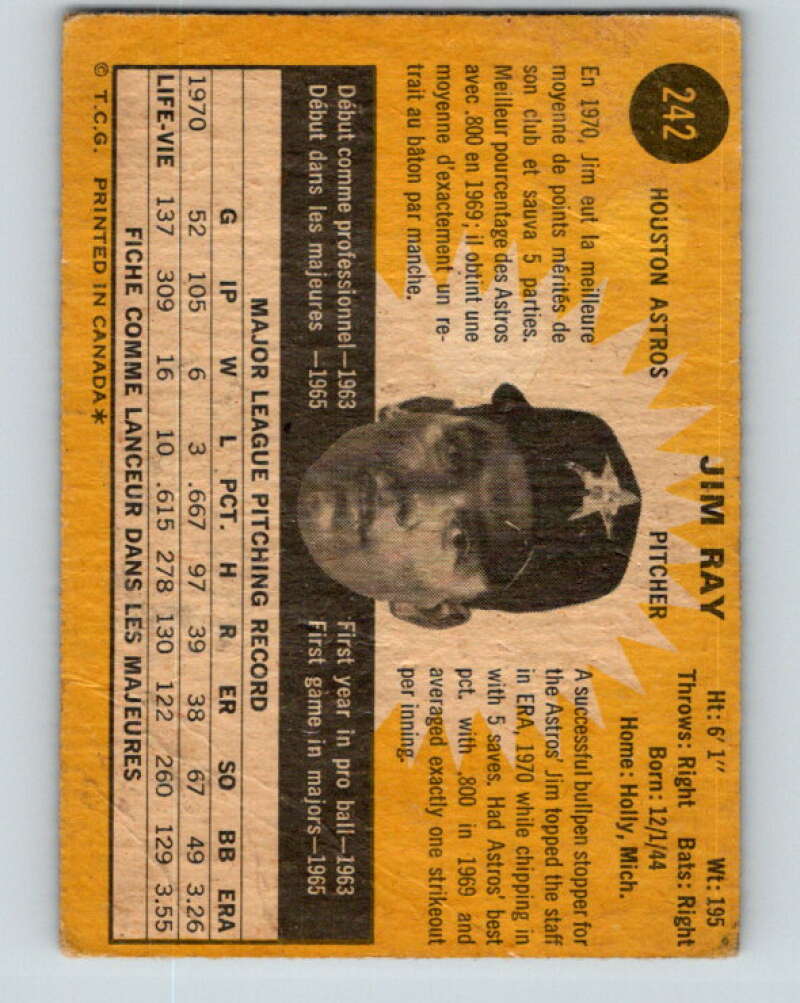 242
HOUSTON ASTROS
JIM RAY
PITCHER
Ht: 6' 1" Wt: 195
Throws: Right Bats: Right
Born: 12/1/44
Home: Holly, Mich.
En 1970, Jim eut la meilleure
moyenne de points mérités de
son club et sauva 5 parties.
Meilleur pourcentage des Astros
avec .800 en 1969; il obtint une
moyenne d'exactement un re-
trait au bâton par manche.
A successful bullpen stopper for
the Astros' Jim topped the staff
in ERA, 1970 while chipping in
with 5 saves. Had Astros' best
pct. with .800 in 1969 and
averaged exactly one strikeout
per inning.
Début comme professionnel—1963
Début dans les majeures —1965
First year in pro ball—1963
First game in majors—1965
MAJOR LEAGUE PITCHING RECORD
G IP W L PCT. H R ER SO BB ERA
1970 52 105 6 3 .667 97 39 38 67 49 3.26
LIFE-VIE 137 309 16 10 .615 278 130 122 260 129 3.55
FICHE COMME LANCEUR DANS LES MAJEURES
© T.C.G. PRINTED IN CANADA *